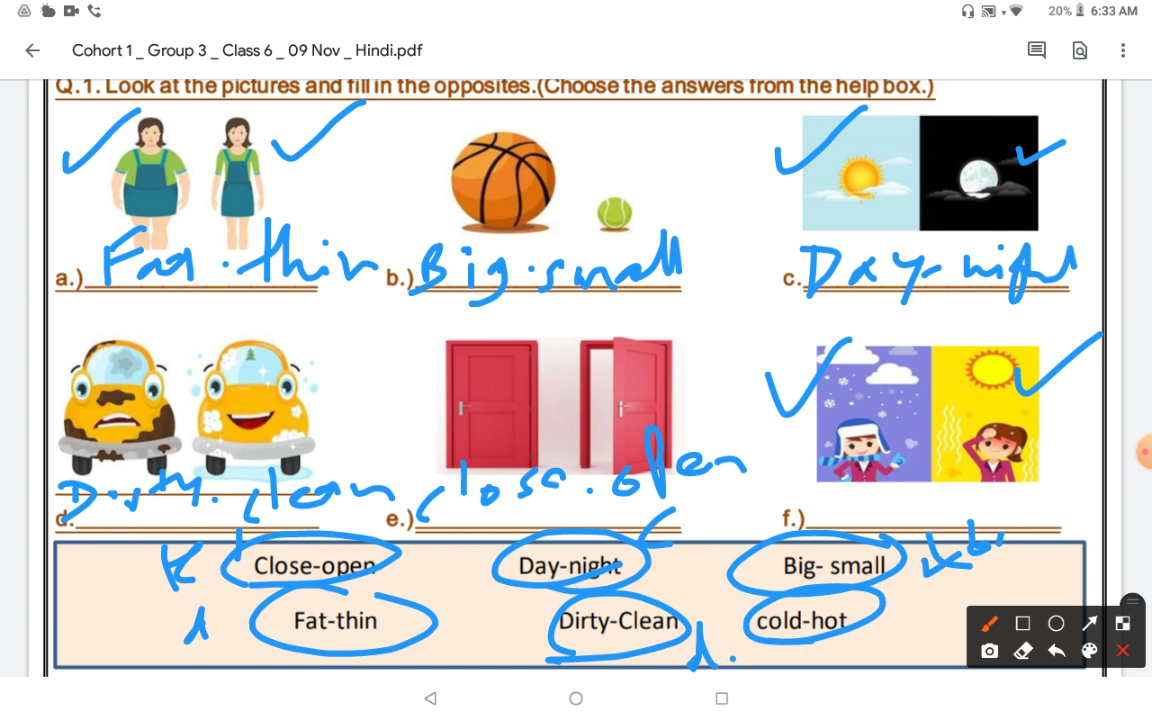 20% 6:33 AM
Cohort 1 _ Group 3 _ Class 6 _ 09 Nov _ Hindi.pdf
Q.1. Look at the pictures and fill in the opposites.(Choose the answers from the help box.)
a.) Fat . thin b.) Big . small c. Day - night
Dirty . clean close . open
d. e.) f.)
Close-open Day-night Big- small
Fat-thin Dirty-Clean cold-hot
d.